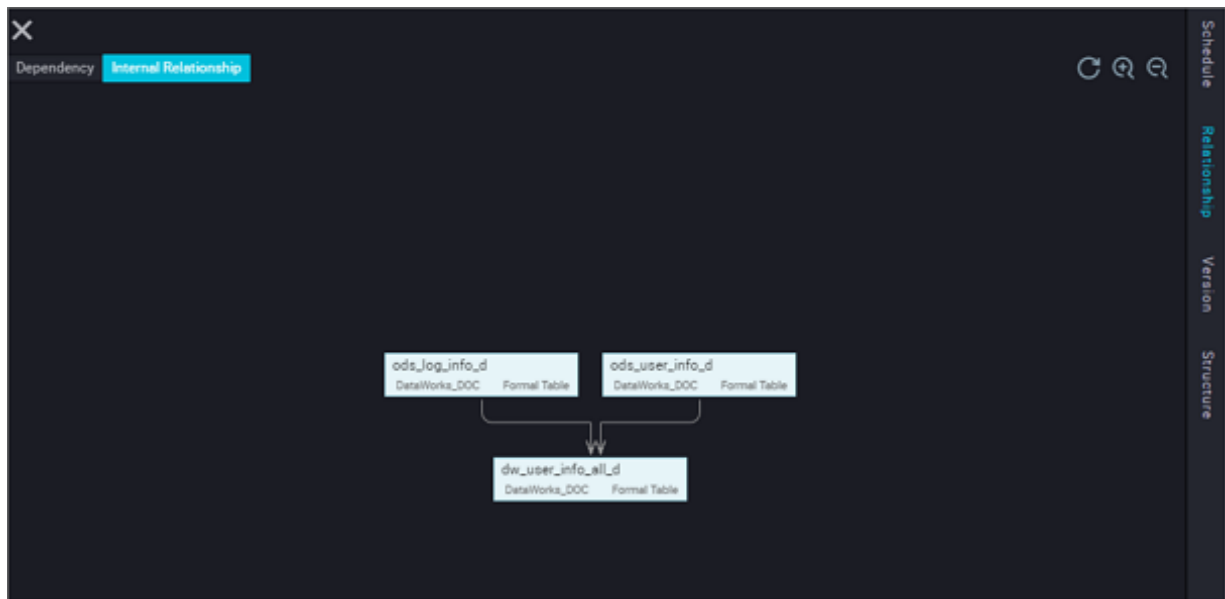 Dependency Internal Relationship
ods_log_info_d
DataWorks_DOC Formal Table
ods_user_info_d
DataWorks_DOC Formal Table
dw_user_info_all_d
DataWorks_DOC Formal Table
Schedule
Relationship
Version
Structure